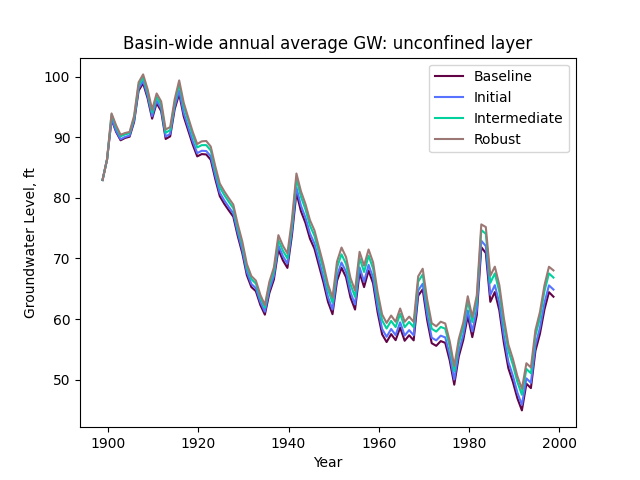 Basin-wide annual average GW: unconfined layer
Baseline
Initial
Intermediate
Robust
Groundwater Level, ft
100
90
80
70
60
50
1900
1920
1940
1960
1980
2000
Year